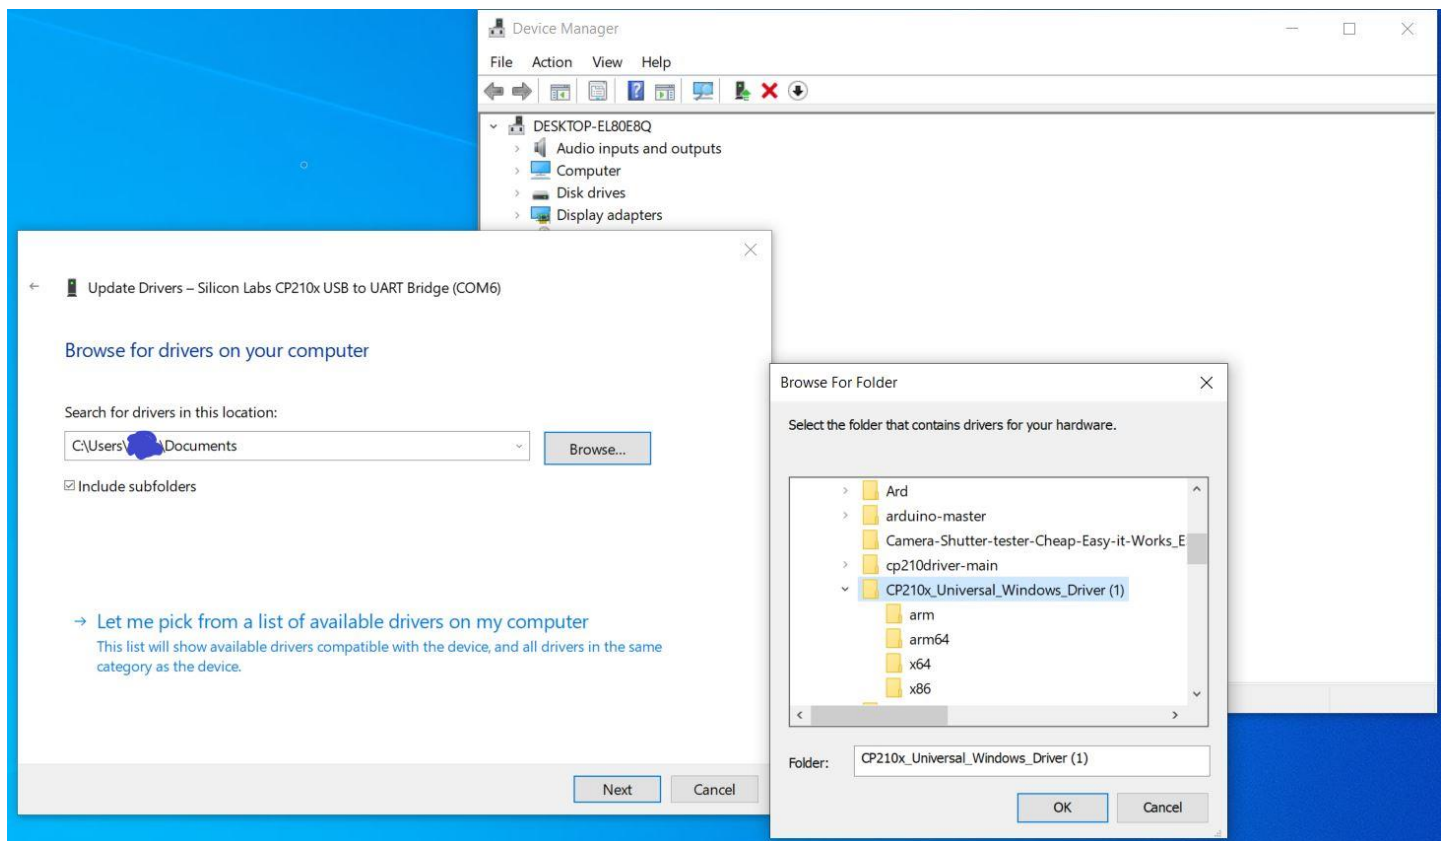 Device Manager
File Action View Help
DESKTOP-EL80E8Q
Audio inputs and outputs
Computer
Disk drives
Display adapters
Update Drivers – Silicon Labs CP210x USB to UART Bridge (COM6)
Browse for drivers on your computer
Search for drivers in this location:
C:\Users\ \Documents
Browse...
Include subfolders
Let me pick from a list of available drivers on my computer
This list will show available drivers compatible with the device, and all drivers in the same
category as the device.
Next Cancel
Browse For Folder
Select the folder that contains drivers for your hardware.
Ard
arduino-master
Camera-Shutter-tester-Cheap-Easy-it-Works_E
cp210driver-main
CP210x_Universal_Windows_Driver (1)
arm
arm64
x64
x86
Folder: CP210x_Universal_Windows_Driver (1)
OK Cancel